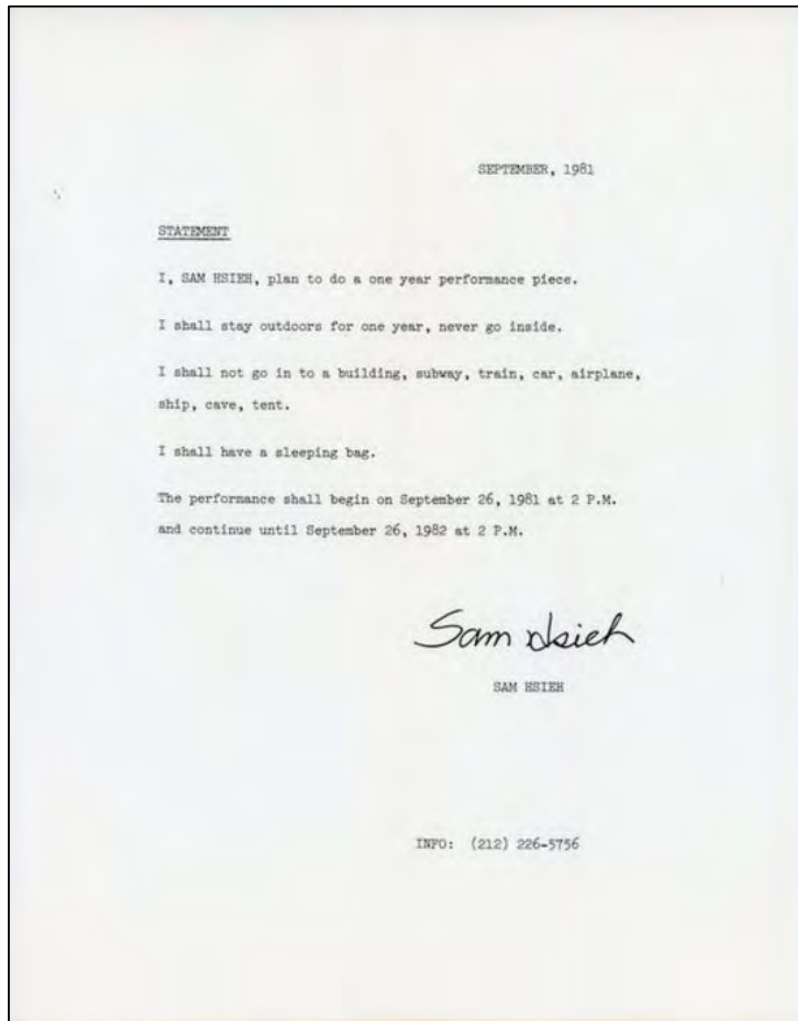 SEPTEMBER, 1981
STATEMENT
I, SAM HSIEH, plan to do a one year performance piece.
I shall stay outdoors for one year, never go inside.
I shall not go in to a building, subway, train, car, airplane,
ship, cave, tent.
I shall have a sleeping bag.
The performance shall begin on September 26, 1981 at 2 P.M.
and continue until September 26, 1982 at 2 P.M.
Sam Hsieh
SAM HSIEH
INFO: (212) 226-5756